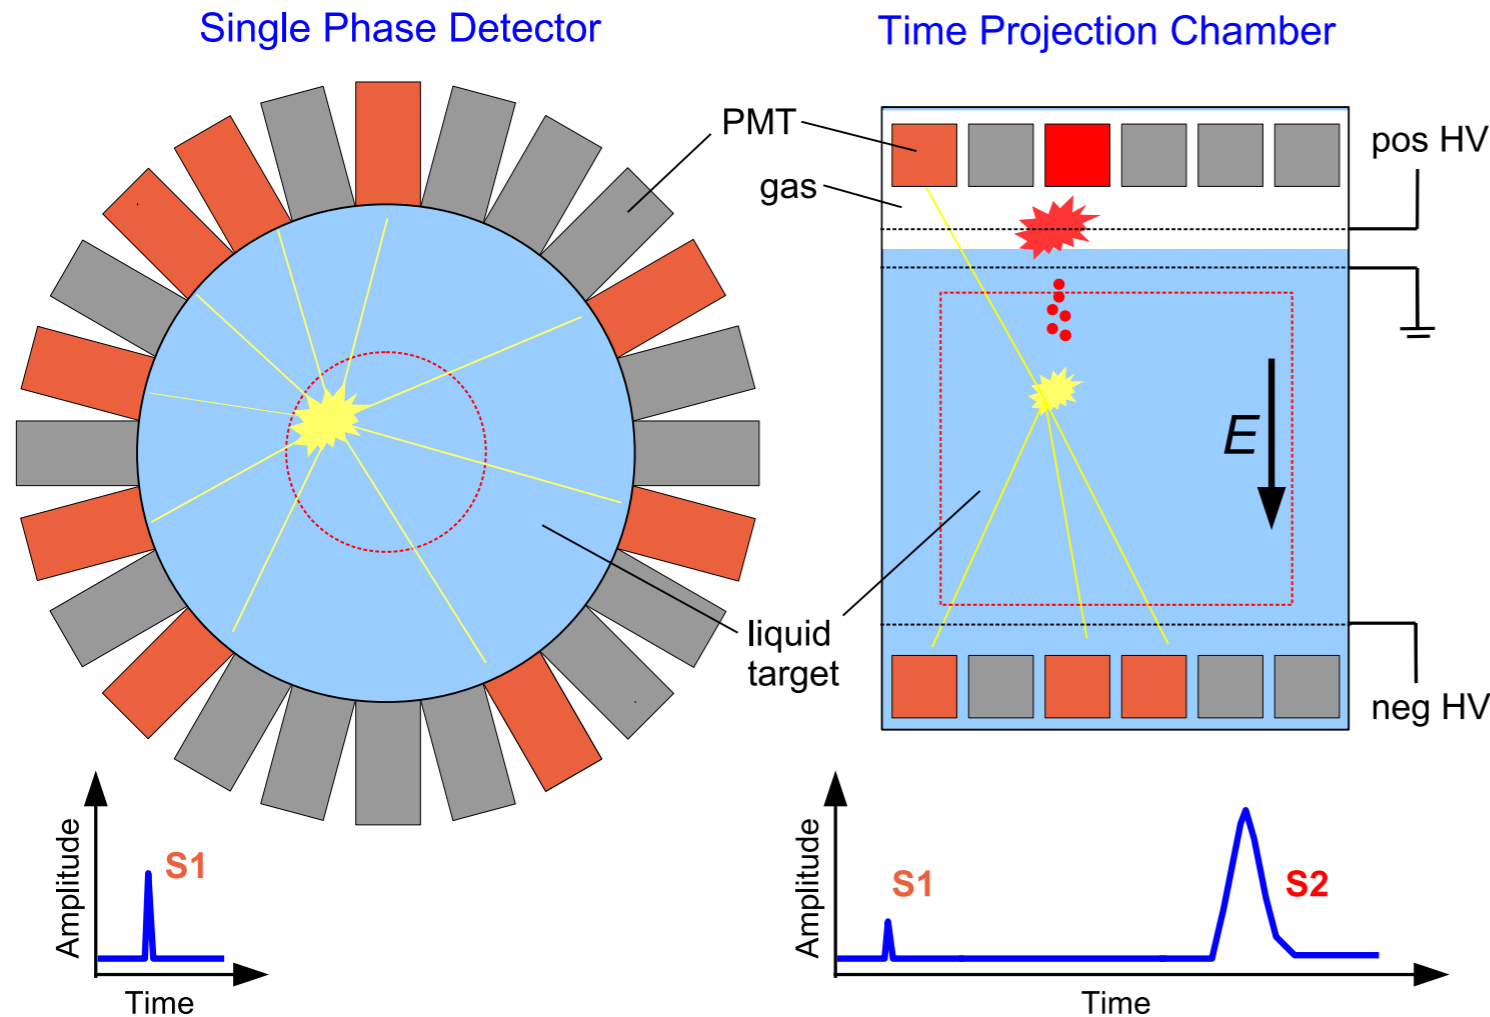 Single Phase Detector
Time Projection Chamber
PMT
gas
pos HV
E
liquid
target
neg HV
Amplitude
S1
Time
Amplitude
S1
S2
Time